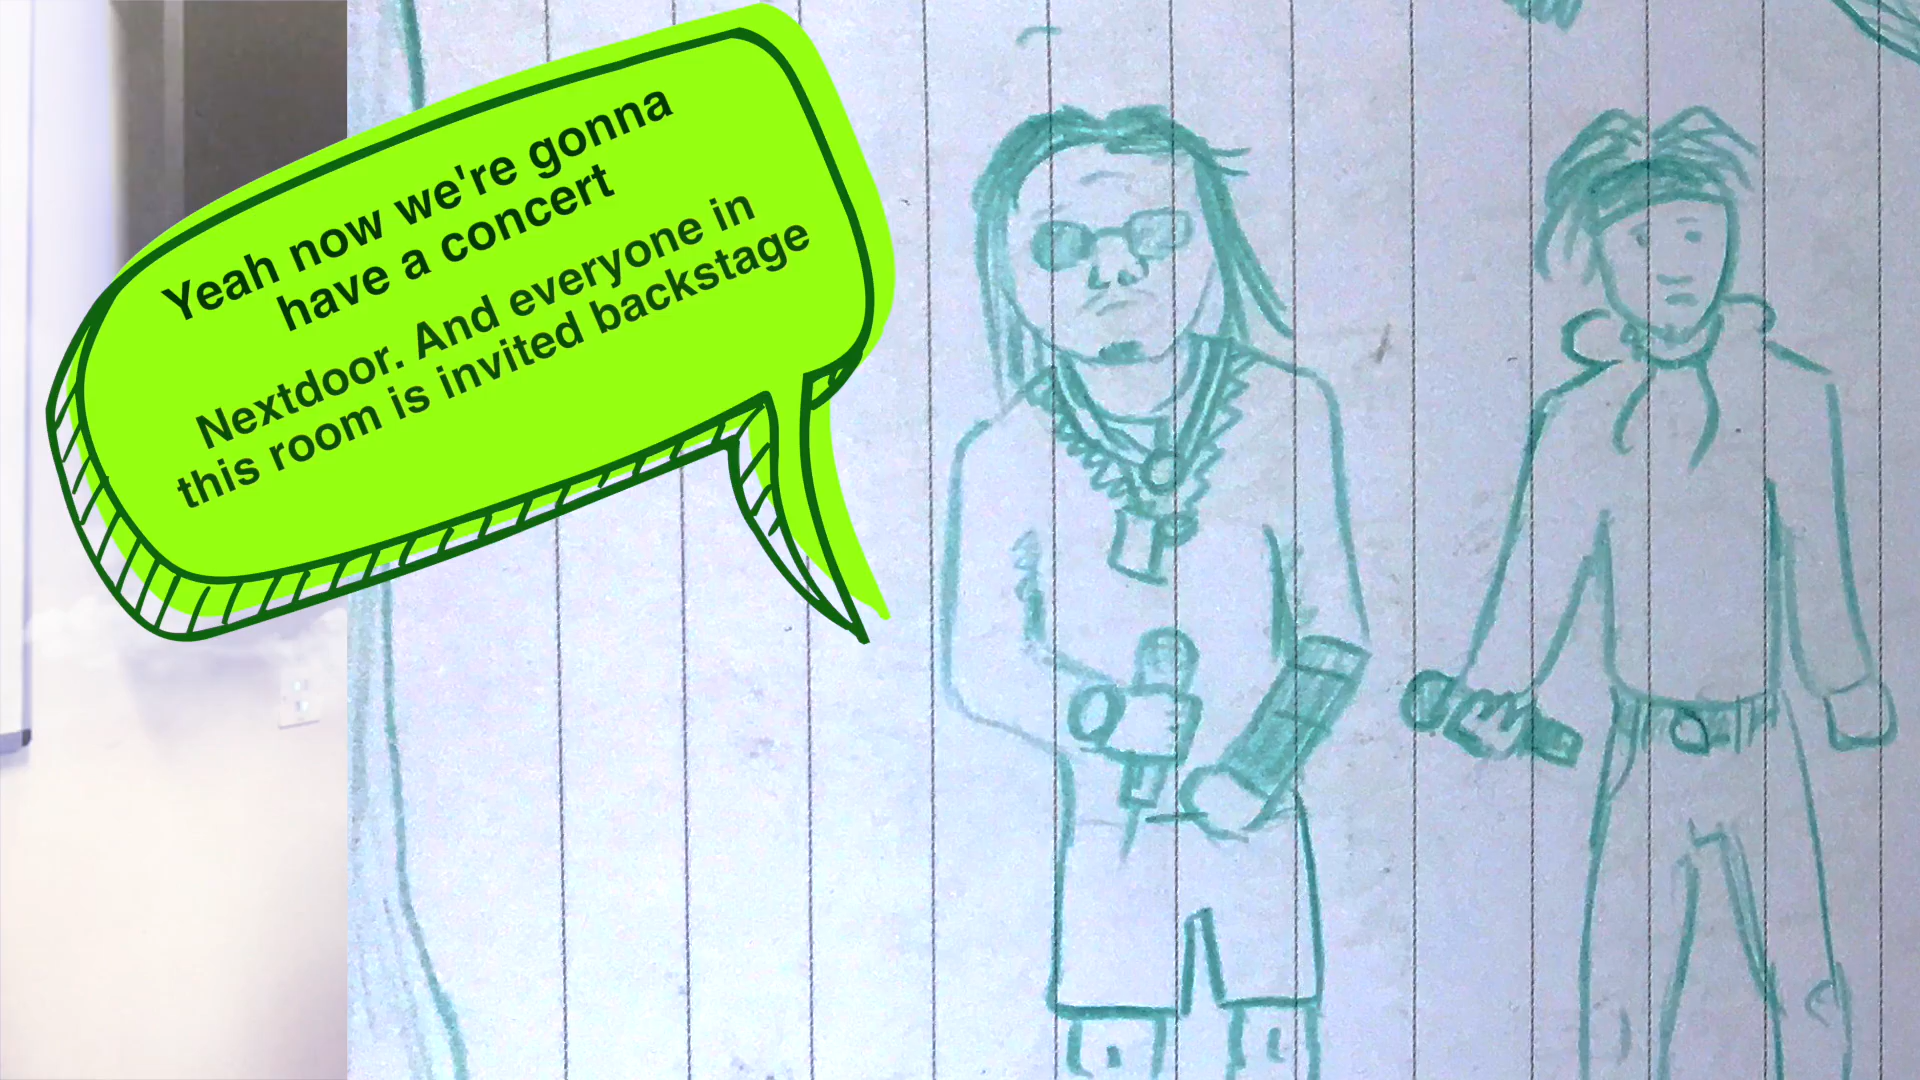 Yeah now we're gonna
have a concert
Nextdoor. And everyone in
this room is invited backstage